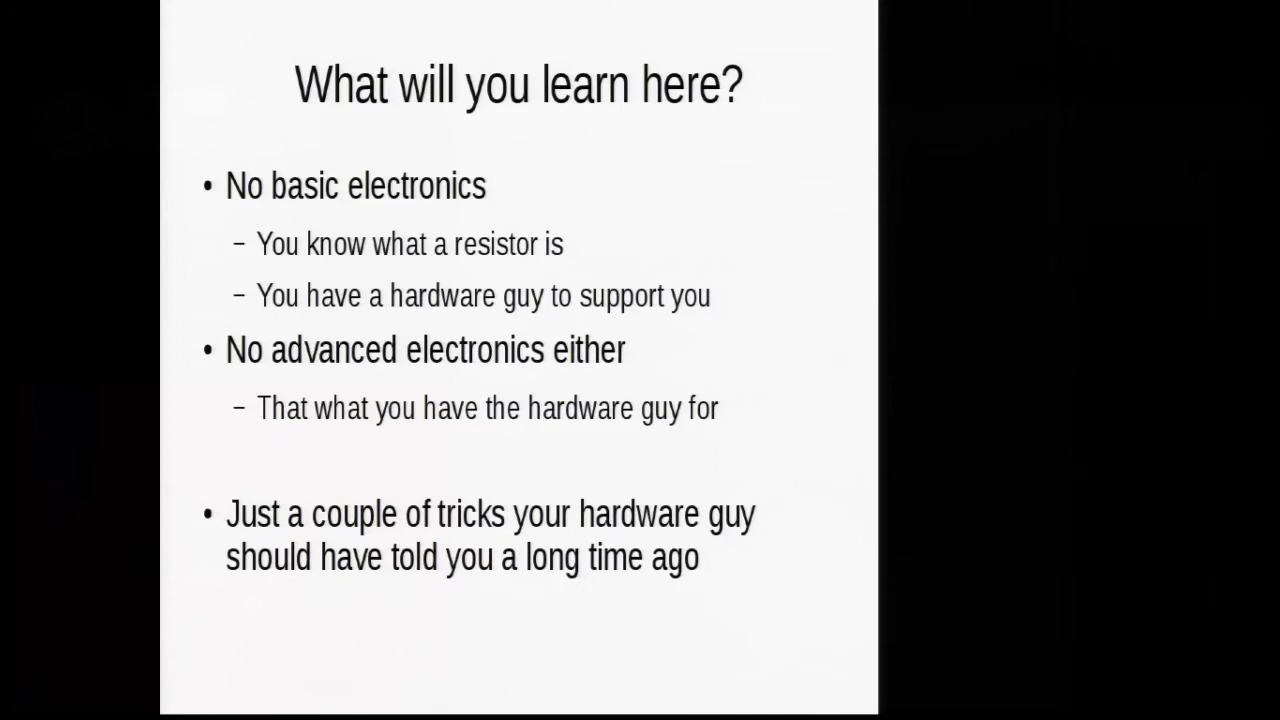 What will you learn here?
• No basic electronics
– You know what a resistor is
– You have a hardware guy to support you
• No advanced electronics either
– That what you have the hardware guy for
• Just a couple of tricks your hardware guy
should have told you a long time ago